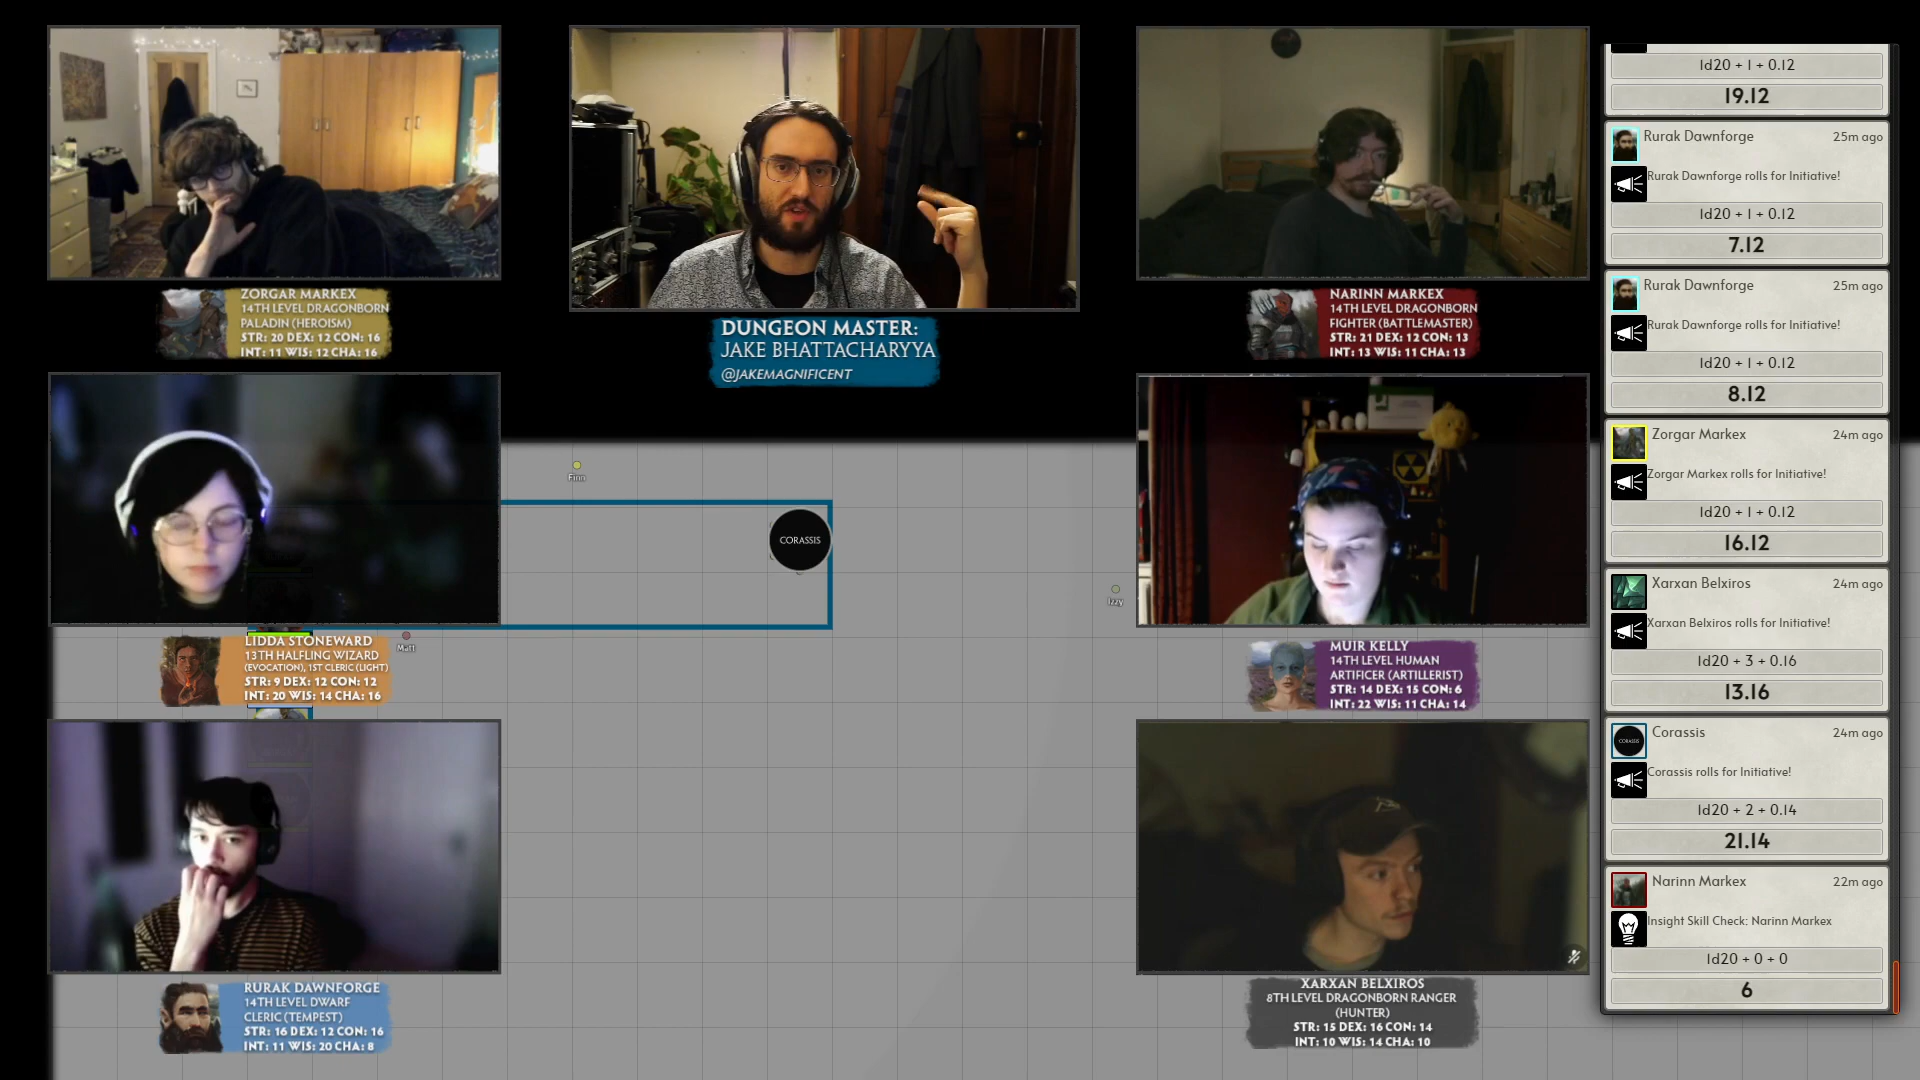 ZORGAR MARKEX
14TH LEVEL DRAGONBORN
PALADIN (HEROISM)
STR: 20 DEX: 12 CON: 16
INT: 11 WIS: 12 CHA: 16
DUNGEON MASTER:
JAKE BHATTACHARYYA
@JAKEMAGNIFICENT
NARINN MARKEX
14TH LEVEL DRAGONBORN
FIGHTER (BATTLEMASTER)
STR: 21 DEX: 12 CON: 13
INT: 13 WIS: 11 CHA: 13
Finn
CORASSIS
Izzy
Matt
LIDDA STONEWARD
13TH HALFLING WIZARD
(EVOCATION), 1ST CLERIC (LIGHT)
STR: 9 DEX: 12 CON: 12
INT: 20 WIS: 14 CHA: 16
MUIR KELLY
14TH LEVEL HUMAN
ARTIFICER (ARTILLERIST)
STR: 14 DEX: 15 CON: 6
INT: 22 WIS: 11 CHA: 14
RURAK DAWNFORGE
14TH LEVEL DWARF
CLERIC (TEMPEST)
STR: 16 DEX: 12 CON: 16
INT: 11 WIS: 20 CHA: 8
XARXAN BELXIROS
8TH LEVEL DRAGONBORN RANGER
(HUNTER)
STR: 15 DEX: 16 CON: 14
INT: 10 WIS: 14 CHA: 10
1d20 + 1 + 0.12
19.12
Rurak Dawnforge 25m ago
Rurak Dawnforge rolls for Initiative!
1d20 + 1 + 0.12
7.12
Rurak Dawnforge 25m ago
Rurak Dawnforge rolls for Initiative!
1d20 + 1 + 0.12
8.12
Zorgar Markex 24m ago
Zorgar Markex rolls for Initiative!
1d20 + 1 + 0.12
16.12
Xarxan Belxiros 24m ago
Xarxan Belxiros rolls for Initiative!
1d20 + 3 + 0.16
13.16
Corassis 24m ago
CORASSIS
Corassis rolls for Initiative!
1d20 + 2 + 0.14
21.14
Narinn Markex 22m ago
Insight Skill Check: Narinn Markex
1d20 + 0 + 0
6